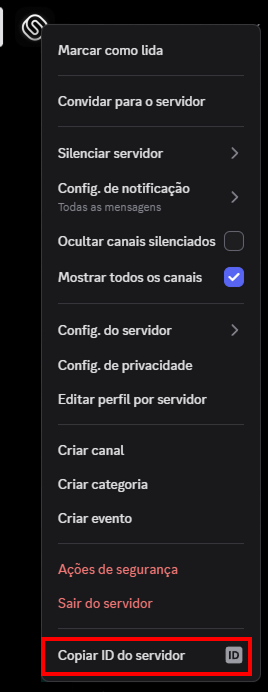 Marcar como lida
Convidar para o servidor
Silenciar servidor
Config. de notificação
Todas as mensagens
Ocultar canais silenciados
Mostrar todos os canais
Config. do servidor
Config. de privacidade
Editar perfil por servidor
Criar canal
Criar categoria
Criar evento
Ações de segurança
Sair do servidor
Copiar ID do servidor ID